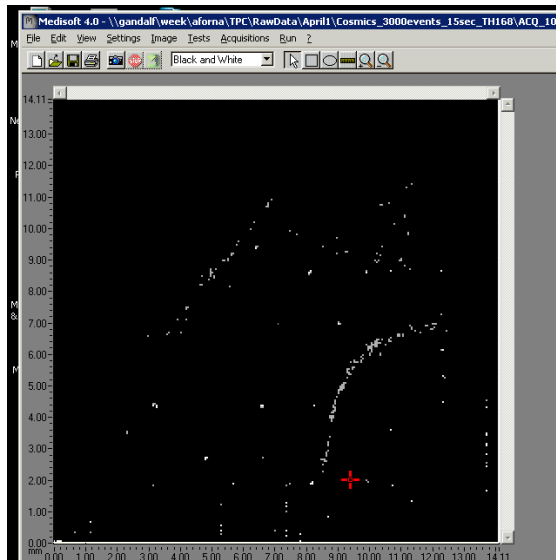 Medisoft 4.0 - \\gandalf\week\aforna\TPC\RawData\April1\Cosmics_3000events_15sec_TH168\ACQ_10
File Edit View Settings Image Tests Acquisitions Run ?
Black and White
14.11
13.00
12.00
11.00
10.00
9.00
8.00
7.00
6.00
5.00
4.00
3.00
2.00
1.00
0.00
mm
0.00 1.00 2.00 3.00 4.00 5.00 6.00 7.00 8.00 9.00 10.00 11.00 12.00 13.00 14.11
M
Ne
M
&
M